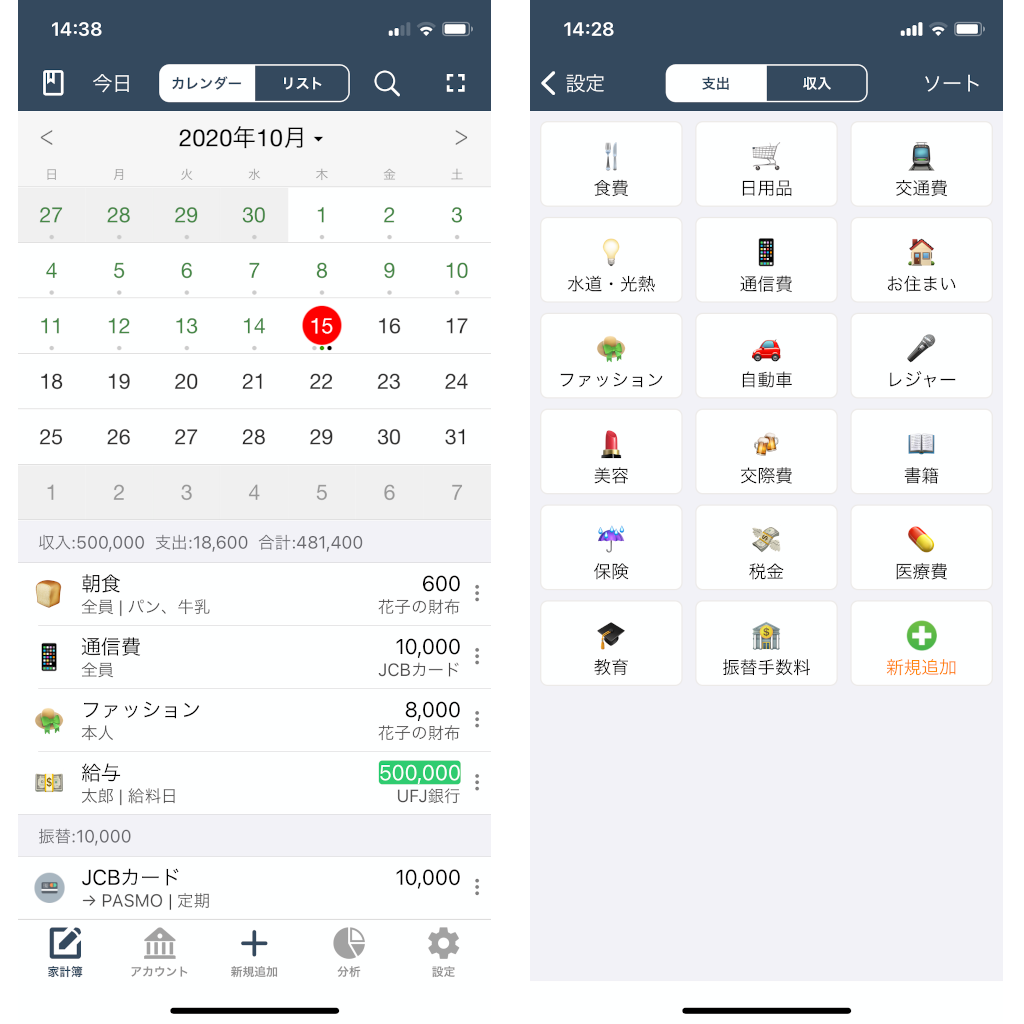 14:38
今日 カレンダー リスト
< 2020年10月 >
日 月 火 水 木 金 土
27 28 29 30 1 2 3
4 5 6 7 8 9 10
11 12 13 14 15 16 17
18 19 20 21 22 23 24
25 26 27 28 29 30 31
1 2 3 4 5 6 7
収入:500,000 支出:18,600 合計:481,400
朝食 600
全員 | パン、牛乳 花子の財布
通信費 10,000
全員 JCBカード
ファッション 8,000
本人 花子の財布
給与 500,000
太郎 | 給料日 UFJ銀行
振替:10,000
JCBカード 10,000
→ PASMO | 定期
家計簿 アカウント 新規追加 分析 設定
14:28
設定 支出 収入 ソート
食費 日用品 交通費
水道・光熱 通信費 お住まい
ファッション 自動車 レジャー
美容 交際費 書籍
保険 税金 医療費
教育 振替手数料 新規追加